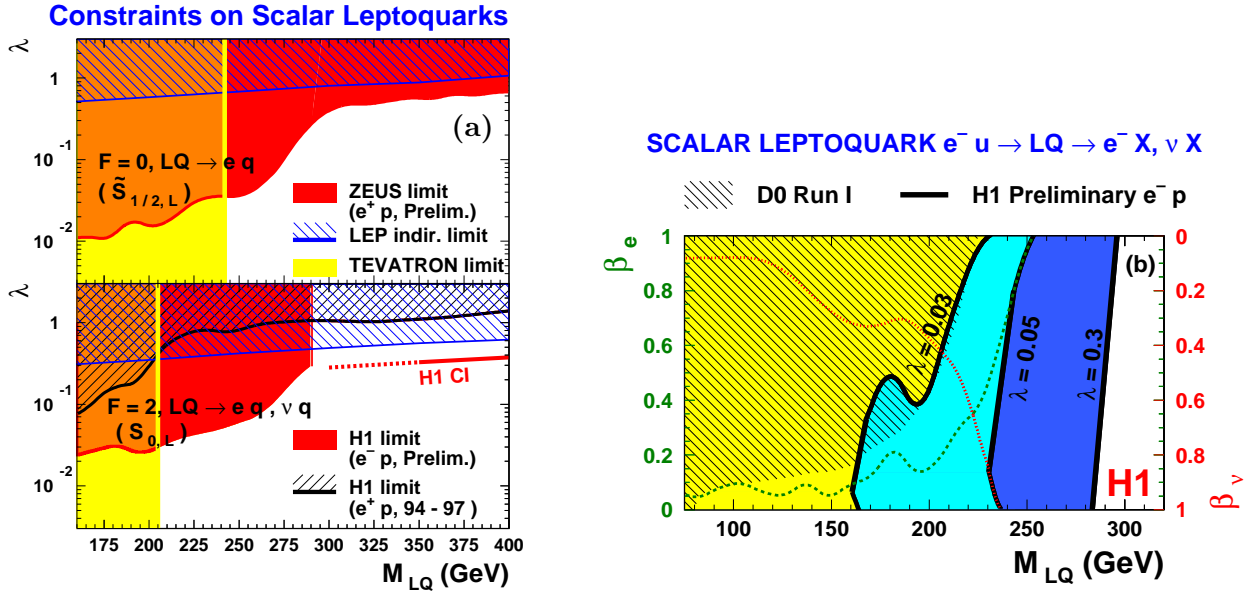 Constraints on Scalar Leptoquarks
λ
1
10^-1
10^-2
(a)
F = 0, LQ → e q
( S̃ 1/2, L )
ZEUS limit
(e+ p, Prelim.)
LEP indir. limit
TEVATRON limit
λ
1
10^-1
10^-2
H1 CI
F = 2, LQ → e q , ν q
( S 0, L )
H1 limit
(e− p, Prelim.)
H1 limit
(e+ p, 94 - 97)
175 200 225 250 275 300 325 350 375 400
M LQ (GeV)
SCALAR LEPTOQUARK e− u → LQ → e− X, ν X
D0 Run I
H1 Preliminary e− p
β e
1
0.8
0.6
0.4
0.2
0
(b)
λ = 0.03
λ = 0.05
λ = 0.3
H1
0
0.2
0.4
0.6
0.8
1
β ν
100 150 200 250 300
M LQ (GeV)